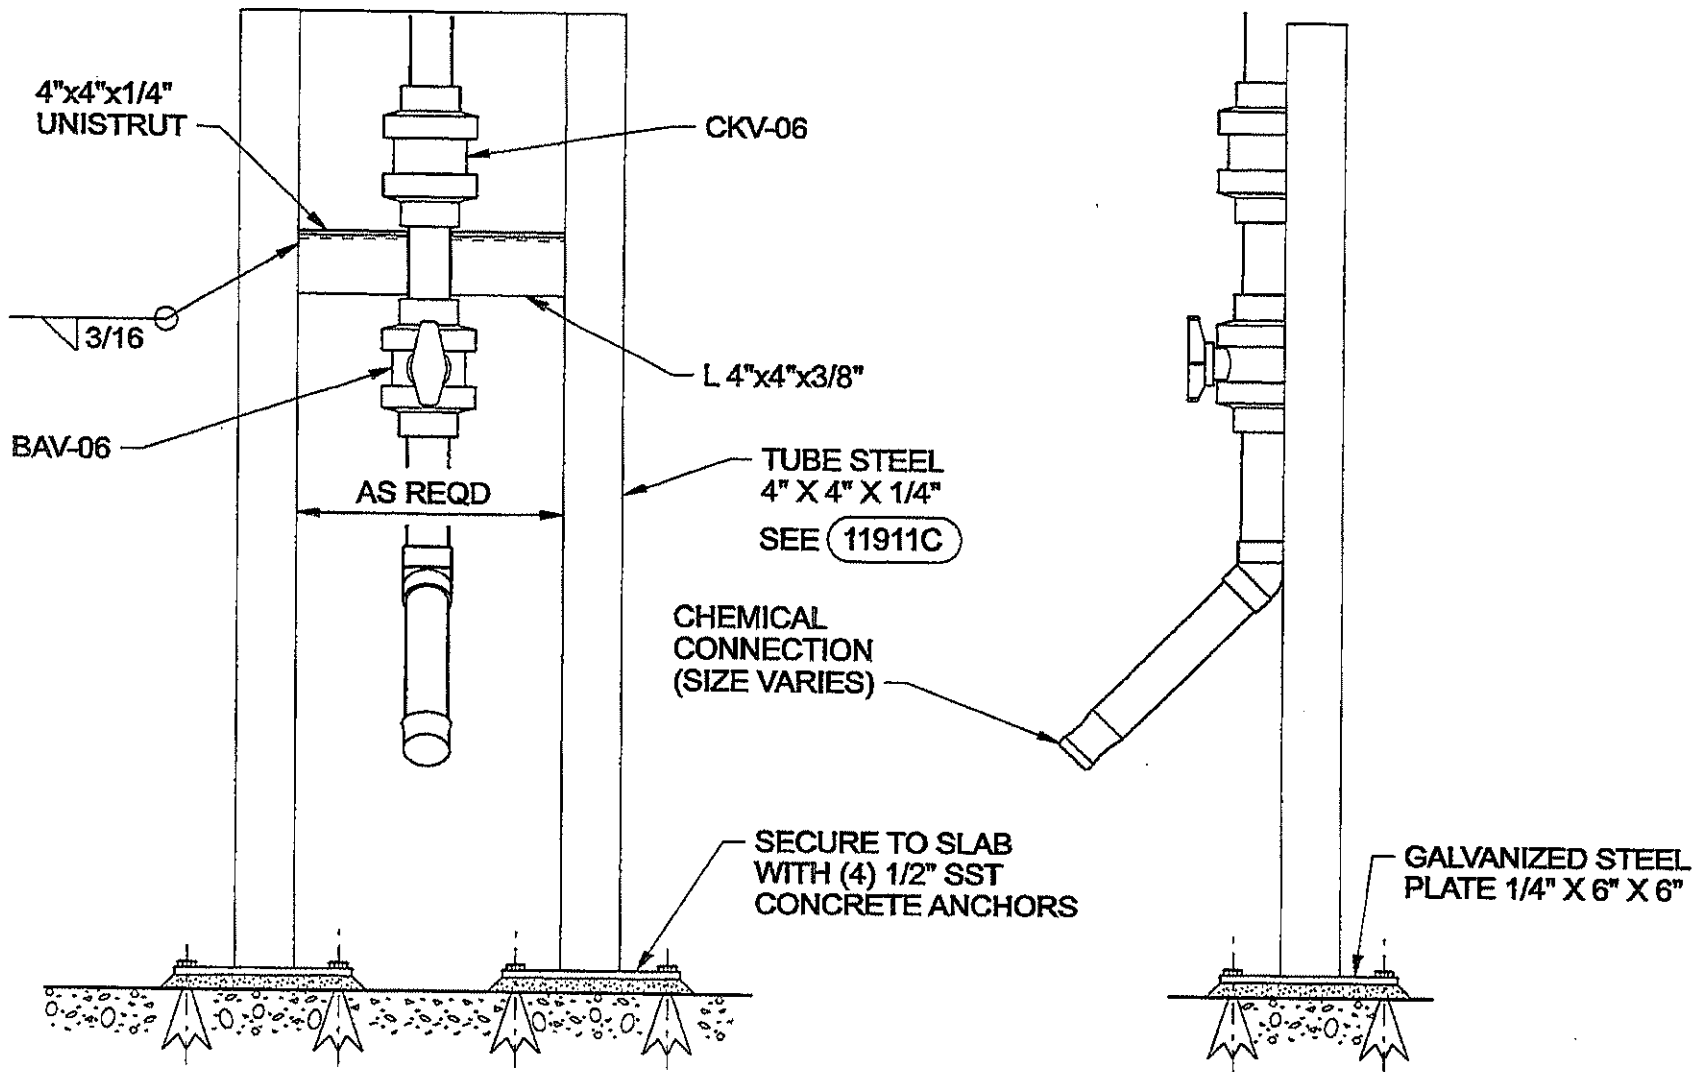 4"x4"x1/4"
UNISTRUT
CKV-06
3/16
L 4"x4"x3/8"
BAV-06
AS REQD
TUBE STEEL
4" X 4" X 1/4"
SEE 11911C
CHEMICAL
CONNECTION
(SIZE VARIES)
SECURE TO SLAB
WITH (4) 1/2" SST
CONCRETE ANCHORS
GALVANIZED STEEL
PLATE 1/4" X 6" X 6"